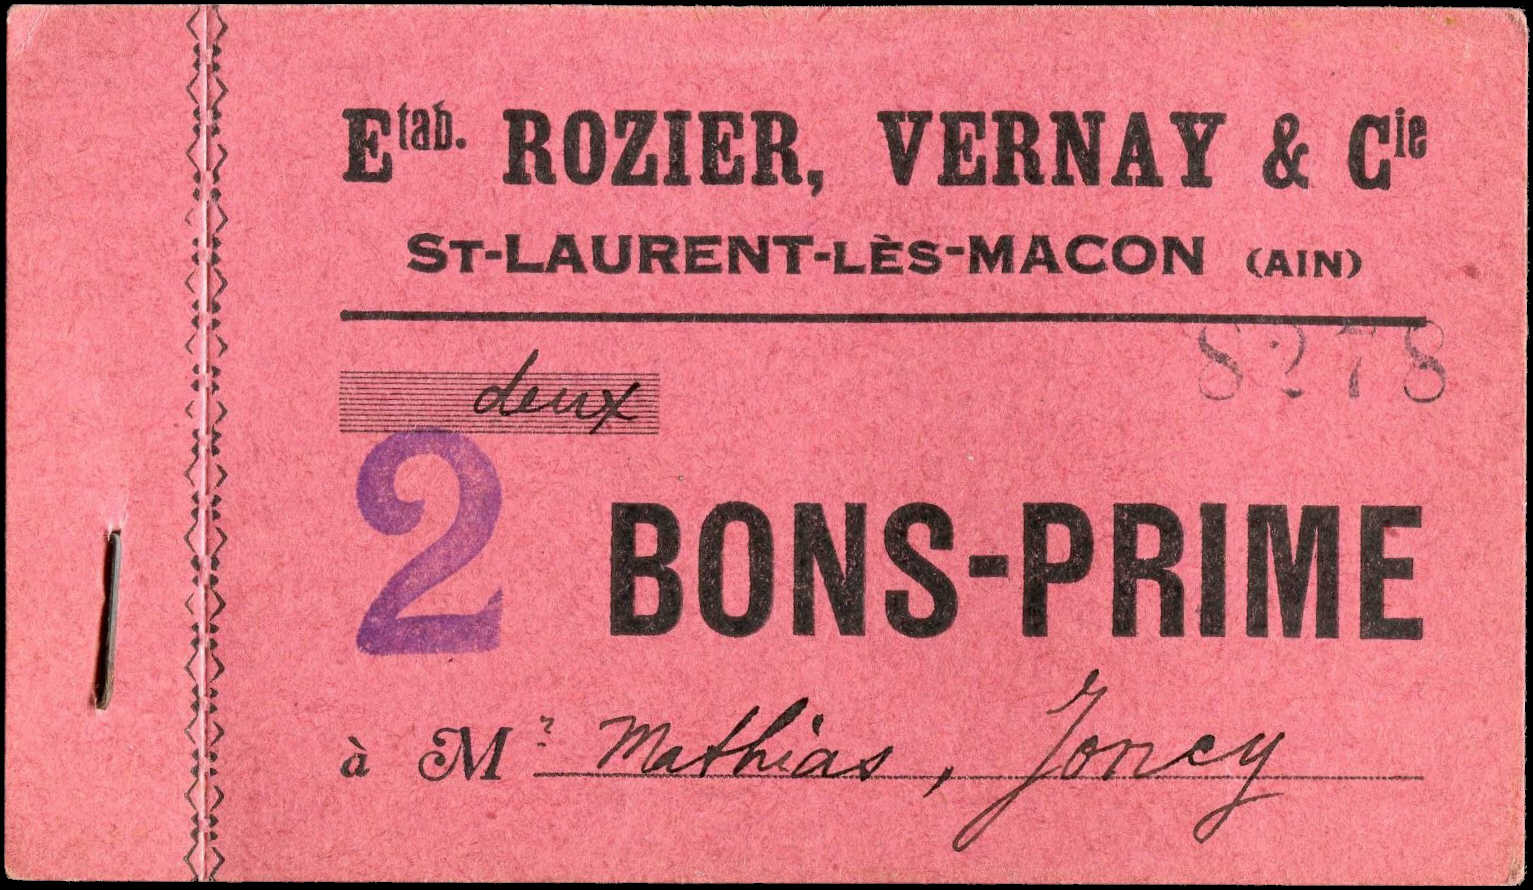 Etab. ROZIER, VERNAY & Cie
ST-LAURENT-LÈS-MACON (AIN)
8278
deux
2 BONS-PRIME
à Mr Mathias, Joncy